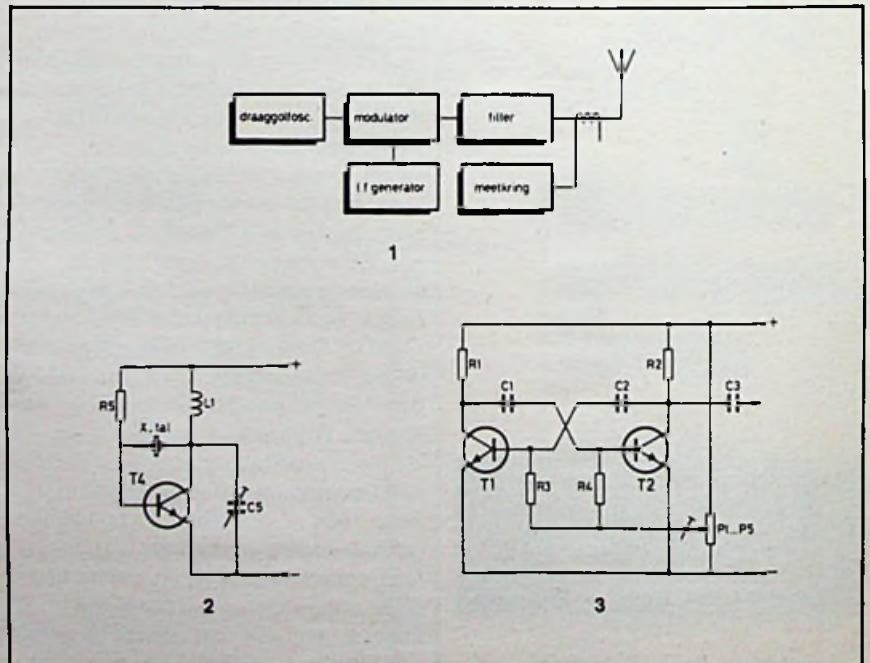 draaggolfosc. modulator filter
l.f generator meetkring
1
+
R5 L1
X.tal
T4
C5
−
2
+
R1 R2
C1 C2 C3
T1 R3 R4 T2
P1...P5
−
3